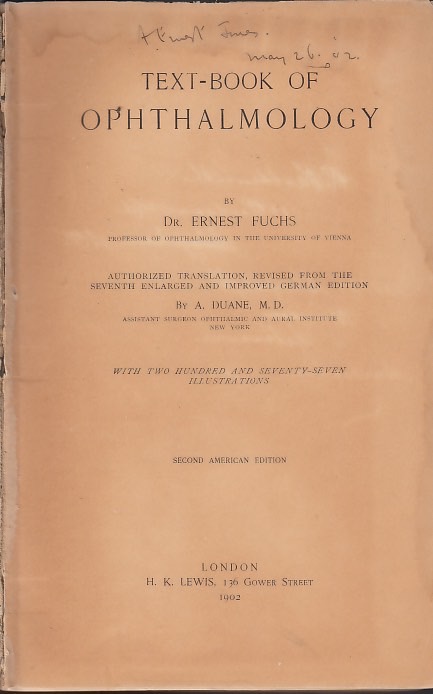 A Ernest Jones.
May 26. '02.
TEXT-BOOK OF
OPHTHALMOLOGY
BY
DR. ERNEST FUCHS
PROFESSOR OF OPHTHALMOLOGY IN THE UNIVERSITY OF VIENNA
AUTHORIZED TRANSLATION, REVISED FROM THE
SEVENTH ENLARGED AND IMPROVED GERMAN EDITION
BY A. DUANE, M.D.
ASSISTANT SURGEON OPHTHALMIC AND AURAL INSTITUTE
NEW YORK
WITH TWO HUNDRED AND SEVENTY-SEVEN
ILLUSTRATIONS
SECOND AMERICAN EDITION
LONDON
H. K. LEWIS, 136 GOWER STREET
1902